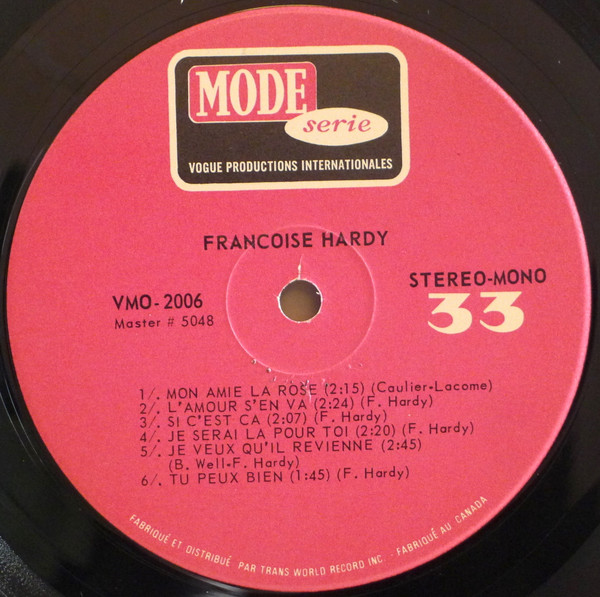 MODE
serie
VOGUE PRODUCTIONS INTERNATIONALES
FRANCOISE HARDY
VMO-2006
Master # 5048
STEREO-MONO
33
1/. MON AMIE LA ROSE (2:15) (Caulier-Lacome)
2/. L'AMOUR S'EN VA (2:24) (F. Hardy)
3/. SI C'EST CA (2:07) (F. Hardy)
4/. JE SERAI LA POUR TOI (2:20) (F. Hardy)
5/. JE VEUX QU'IL REVIENNE (2:45)
(B. Well-F. Hardy)
6/. TU PEUX BIEN (1:45) (F. Hardy)
FABRIQUÉ ET DISTRIBUÉ PAR TRANS WORLD RECORD INC. - FABRIQUÉ AU CANADA